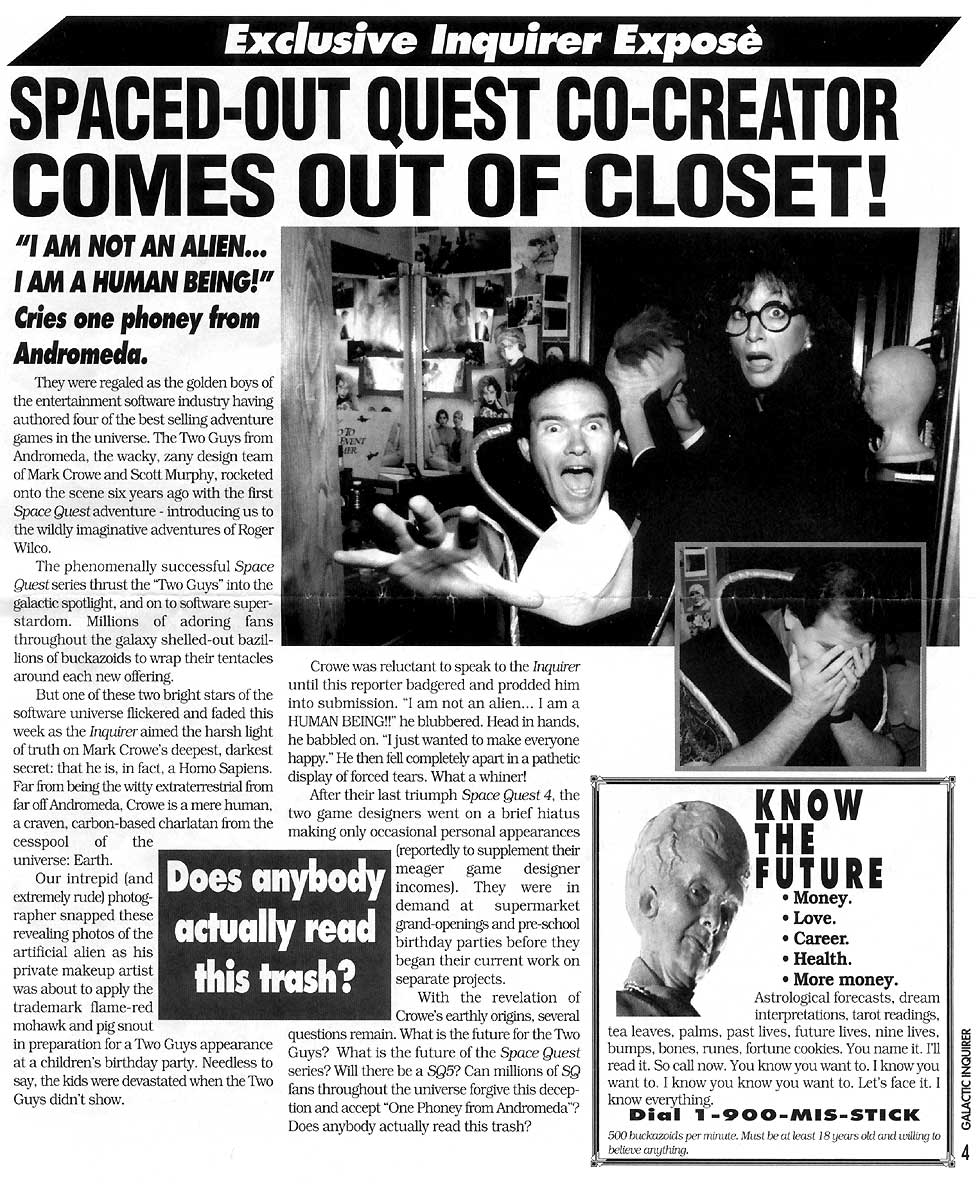 Exclusive Inquirer Exposè
SPACED-OUT QUEST CO-CREATOR
COMES OUT OF CLOSET!
"I AM NOT AN ALIEN...
I AM A HUMAN BEING!"
Cries one phoney from
Andromeda.
They were regaled as the golden boys of
the entertainment software industry having
authored four of the best selling adventure
games in the universe. The Two Guys from
Andromeda, the wacky, zany design team
of Mark Crowe and Scott Murphy, rocketed
onto the scene six years ago with the first
Space Quest adventure - introducing us to
the wildly imaginative adventures of Roger
Wilco.
The phenomenally successful Space
Quest series thrust the "Two Guys" into the
galactic spotlight, and on to software super-
stardom. Millions of adoring fans
throughout the galaxy shelled-out bazil-
lions of buckazoids to wrap their tentacles
around each new offering.
But one of these two bright stars of the
software universe flickered and faded this
week as the Inquirer aimed the harsh light
of truth on Mark Crowe's deepest, darkest
secret: that he is, in fact, a Homo Sapiens.
Far from being the witty extraterrestrial from
far off Andromeda, Crowe is a mere human,
a craven, carbon-based charlatan from the
cesspool of the
universe: Earth.
Our intrepid (and
extremely rude) photog-
rapher snapped these
revealing photos of the
artificial alien as his
private makeup artist
was about to apply the
trademark flame-red
mohawk and pig snout
in preparation for a Two Guys appearance
at a children's birthday party. Needless to
say, the kids were devastated when the Two
Guys didn't show.
Does anybody
actually read
this trash?
Crowe was reluctant to speak to the Inquirer
until this reporter badgered and prodded him
into submission. "I am not an alien... I am a
HUMAN BEING!!" he blubbered. Head in hands,
he babbled on. "I just wanted to make everyone
happy." He then fell completely apart in a pathetic
display of forced tears. What a whiner!
After their last triumph Space Quest 4, the
two game designers went on a brief hiatus
making only occasional personal appearances
(reportedly to supplement their
meager game designer
incomes). They were in
demand at supermarket
grand-openings and pre-school
birthday parties before they
began their current work on
separate projects.
With the revelation of
Crowe's earthly origins, several
questions remain. What is the future for the Two
Guys? What is the future of the Space Quest
series? Will there be a SQ5? Can millions of SQ
fans throughout the universe forgive this decep-
tion and accept "One Phoney from Andromeda"?
Does anybody actually read this trash?
KNOW
THE
FUTURE
• Money.
• Love.
• Career.
• Health.
• More money.
Astrological forecasts, dream
interpretations, tarot readings,
tea leaves, palms, past lives, future lives, nine lives,
bumps, bones, runes, fortune cookies. You name it. I'll
read it. So call now. You know you want to. I know you
want to. I know you know you want to. Let's face it. I
know everything.
Dial 1-900-MIS-STICK
500 buckazoids per minute. Must be at least 18 years old and willing to
believe anything.
GALACTIC INQUIRER
4